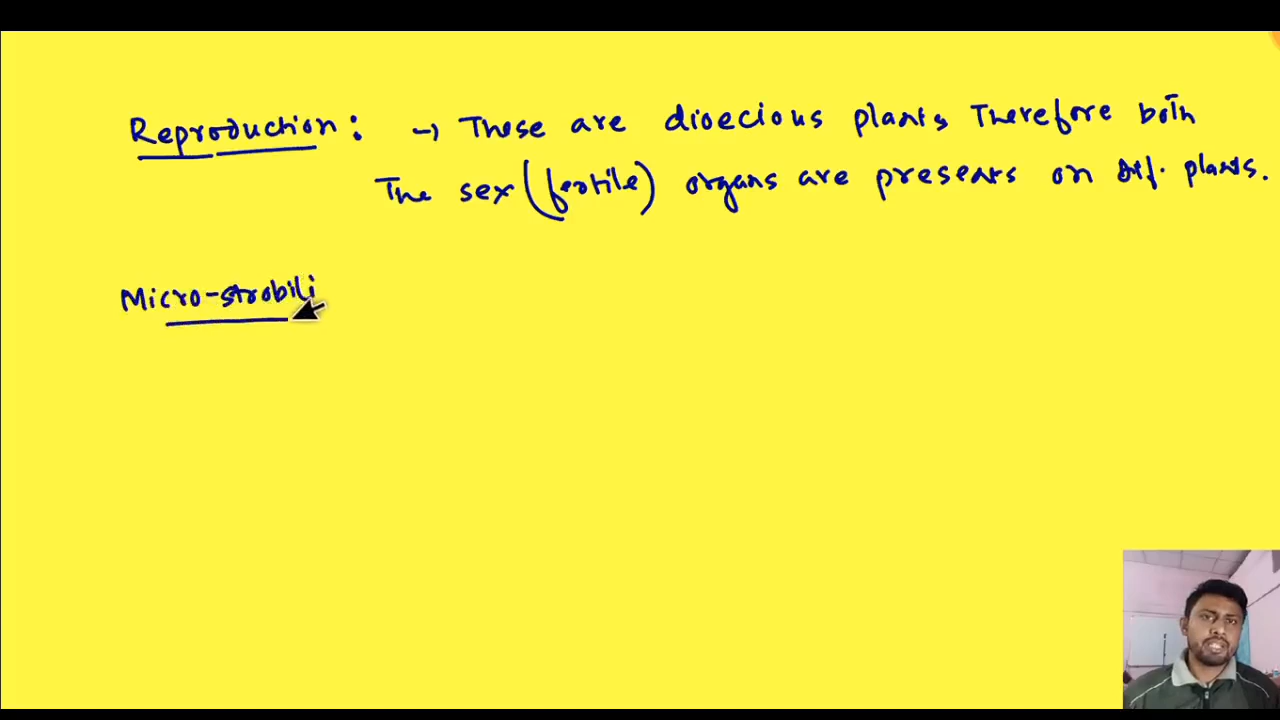 Reproduction: → These are dioecious plants Therefore both
The sex (fertile) organs are presents on dif. plants.
Micro-strobili